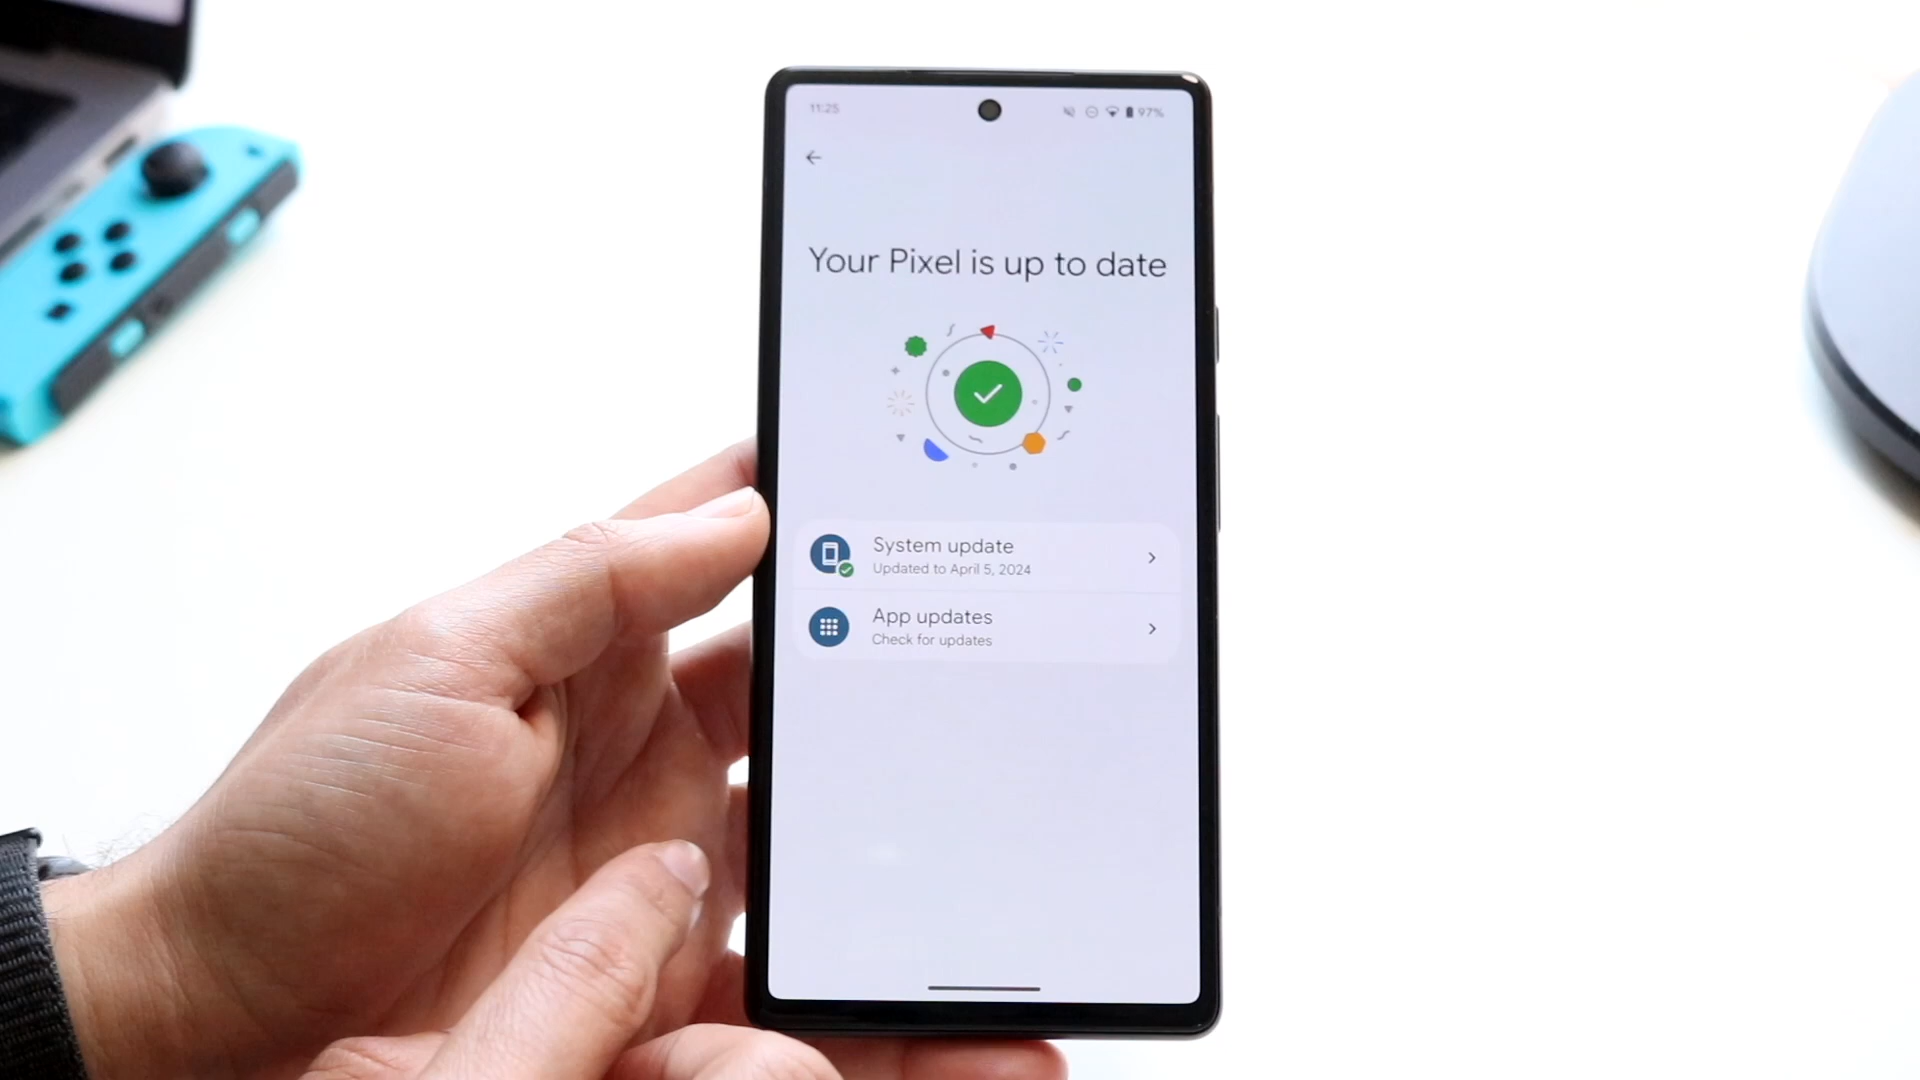 11:25
97%
Your Pixel is up to date
System update
Updated to April 5, 2024
App updates
Check for updates